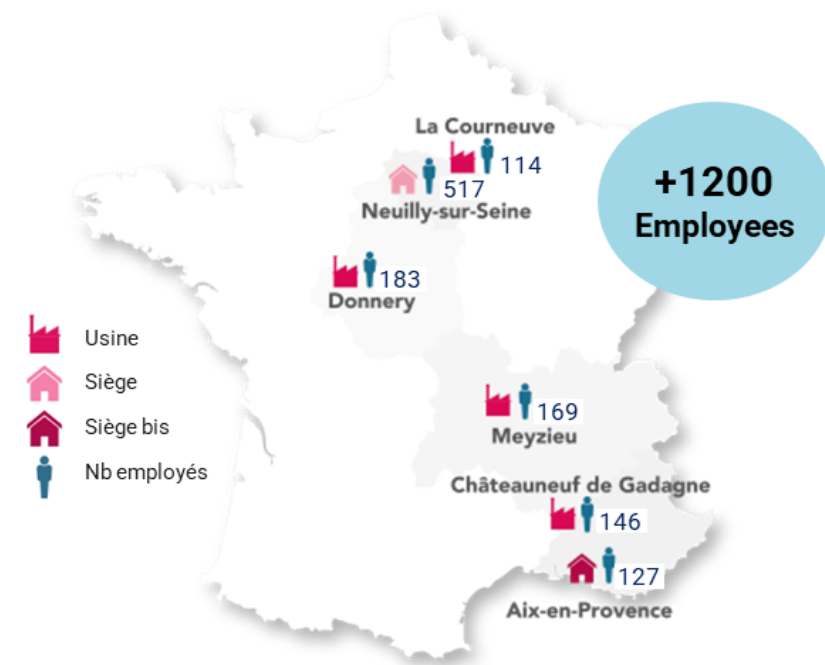 La Courneuve
114
517
Neuilly-sur-Seine
+1200
Employees
183
Donnery
Usine
Siège
Siège bis
Nb employés
169
Meyzieu
Châteauneuf de Gadagne
146
127
Aix-en-Provence